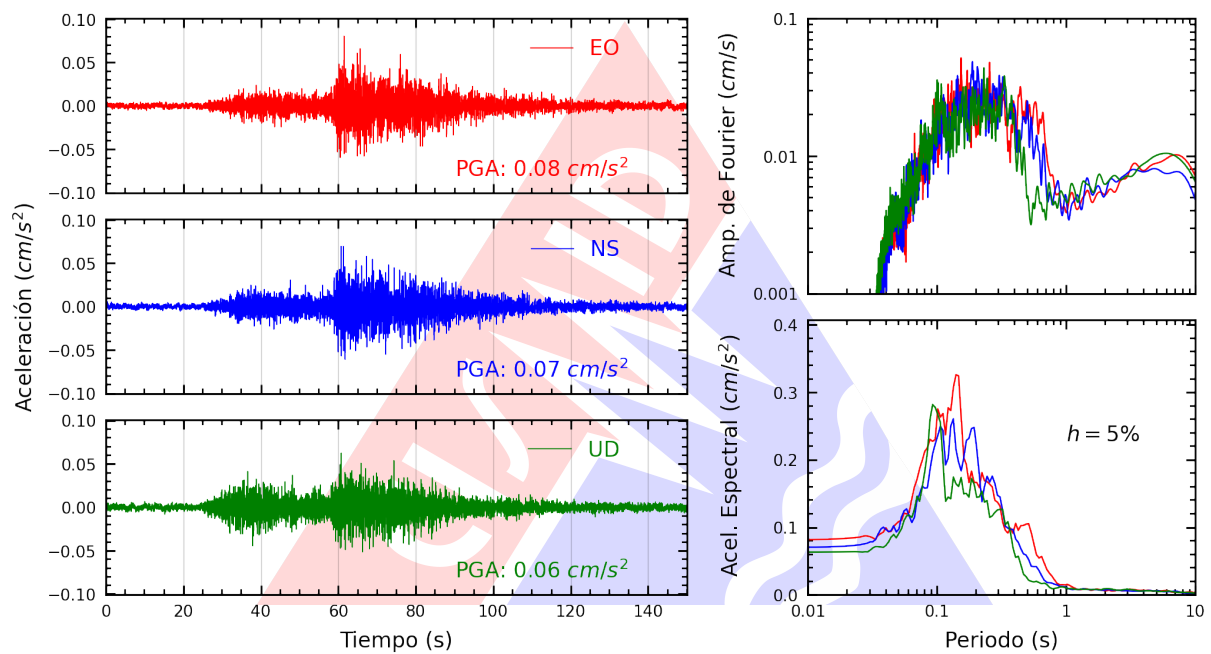 Aceleración (cm/s²)
0.10
0.05
0.00
−0.05
−0.10
EO
PGA: 0.08 cm/s²
0.10
0.05
0.00
−0.05
−0.10
NS
PGA: 0.07 cm/s²
0.10
0.05
0.00
−0.05
−0.10
UD
PGA: 0.06 cm/s²
0 20 40 60 80 100 120 140
Tiempo (s)
Amp. de Fourier (cm/s)
0.1
0.01
0.001
Acel. Espectral (cm/s²)
0.4
0.3
0.2
0.1
0.0
h = 5%
0.01 0.1 1 10
Periodo (s)
CISMID